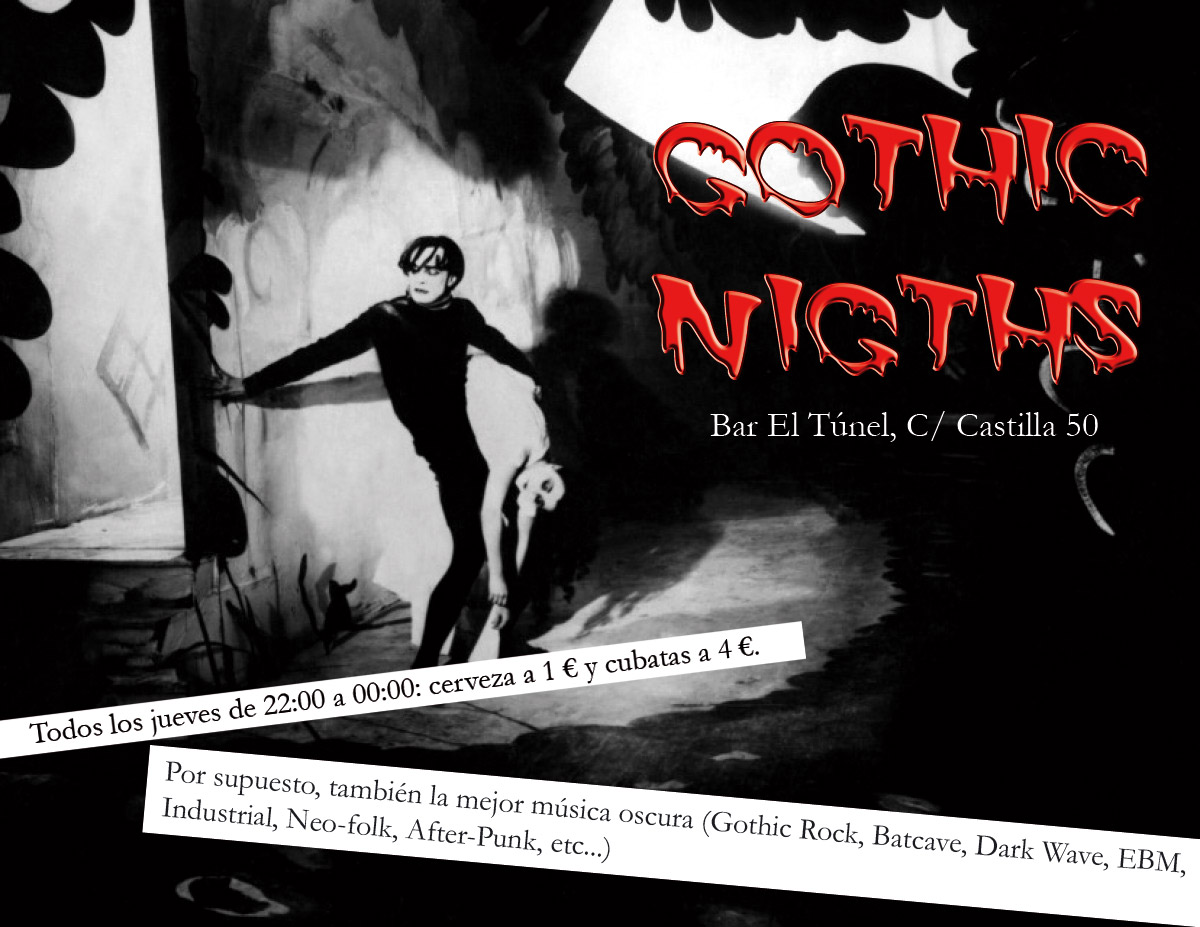 GOTHIC
NIGTHS
Bar El Túnel, C/ Castilla 50
Todos los jueves de 22:00 a 00:00: cerveza a 1 € y cubatas a 4 €.
Por supuesto, también la mejor música oscura (Gothic Rock, Batcave, Dark Wave, EBM,
Industrial, Neo-folk, After-Punk, etc...)